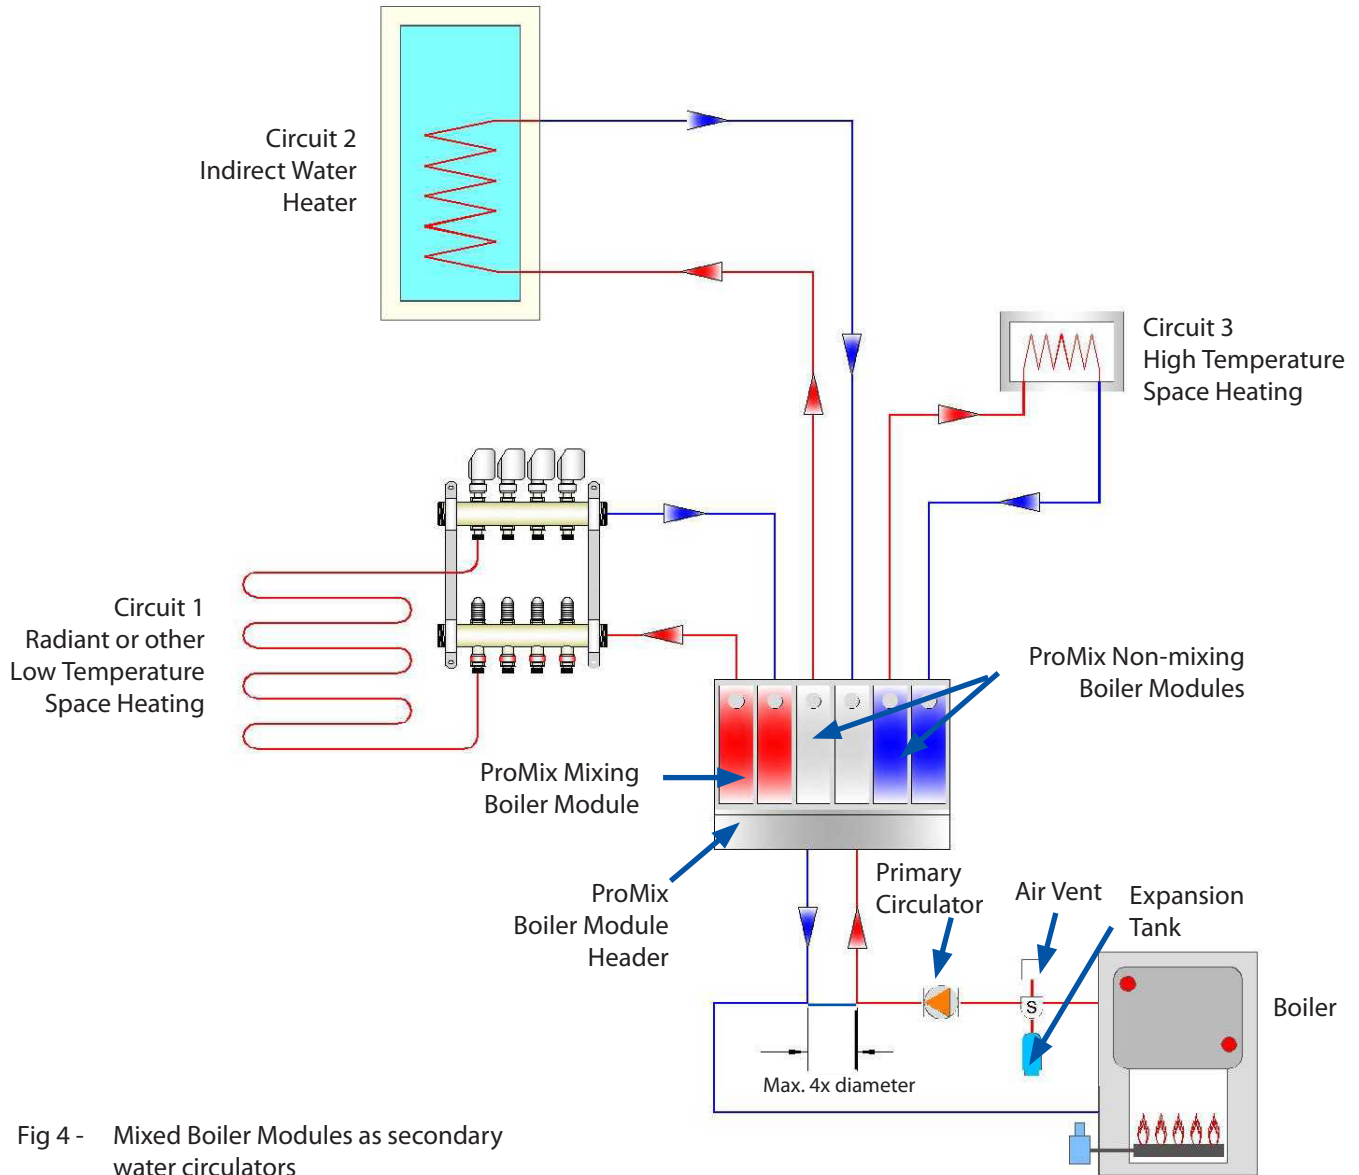 Circuit 2
Indirect Water
Heater
Circuit 3
High Temperature
Space Heating
Circuit 1
Radiant or other
Low Temperature
Space Heating
ProMix Non-mixing
Boiler Modules
ProMix Mixing
Boiler Module
ProMix
Boiler Module
Header
Primary
Circulator
Air Vent
Expansion
Tank
S
Boiler
Max. 4x diameter
Fig 4 - Mixed Boiler Modules as secondary
water circulators